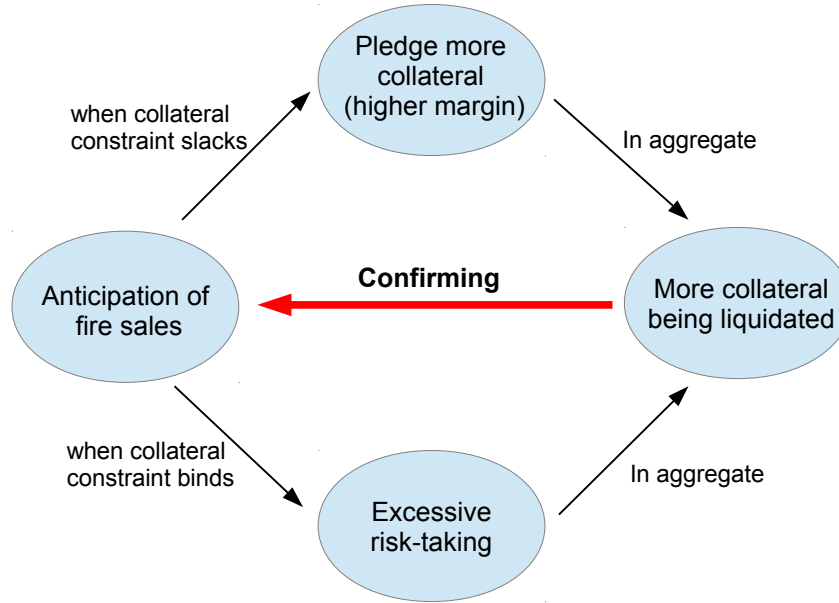 Pledge more
collateral
(higher margin)
when collateral
constraint slacks
In aggregate
Confirming
Anticipation of
fire sales
More collateral
being liquidated
when collateral
constraint binds
In aggregate
Excessive
risk-taking